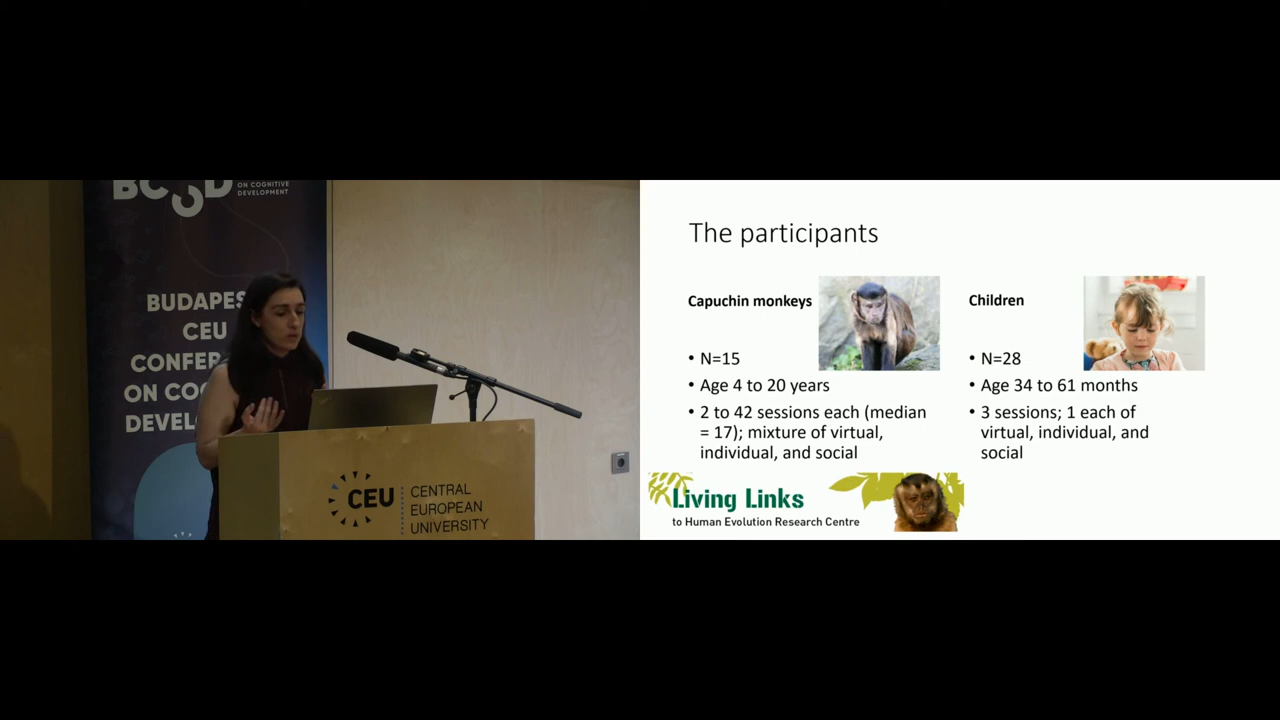 ON COGNITIVE
DEVELOPMENT
BUDAPES
CEU
CONFER
ON CO
DEVEL
CEU
CENTRAL
EUROPEAN
UNIVERSITY
The participants
Capuchin monkeys
• N=15
• Age 4 to 20 years
• 2 to 42 sessions each (median
= 17); mixture of virtual,
individual, and social
Children
• N=28
• Age 34 to 61 months
• 3 sessions; 1 each of
virtual, individual, and
social
Living Links
to Human Evolution Research Centre